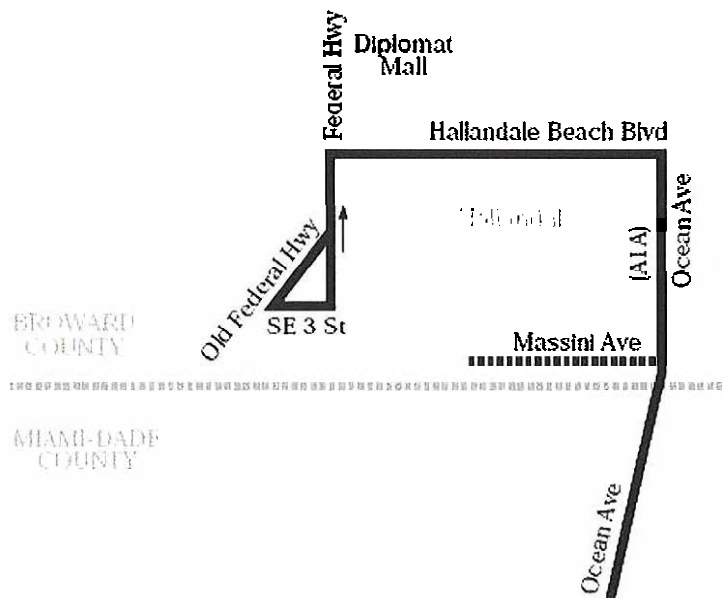 Federal Hwy
Diplomat
Mall
Hallandale Beach Blvd
Ocean Ave
(A1A)
Old Federal Hwy
SE 3 St
BROWARD
COUNTY
Massini Ave
MIAMI-DADE
COUNTY
Ocean Ave